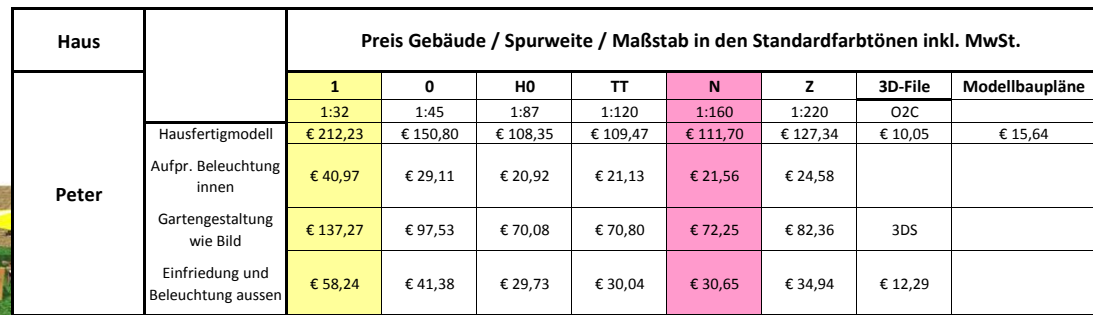 Haus Preis Gebäude / Spurweite / Maßstab in den Standardfarbtönen inkl. MwSt.
1 0 H0 TT N Z 3D-File Modellbaupläne
1:32 1:45 1:87 1:120 1:160 1:220 O2C
Hausfertigmodell € 212,23 € 150,80 € 108,35 € 109,47 € 111,70 € 127,34 € 10,05 € 15,64
Peter
Aufpr. Beleuchtung
innen € 40,97 € 29,11 € 20,92 € 21,13 € 21,56 € 24,58
Gartengestaltung
wie Bild € 137,27 € 97,53 € 70,08 € 70,80 € 72,25 € 82,36 3DS
Einfriedung und
Beleuchtung aussen € 58,24 € 41,38 € 29,73 € 30,04 € 30,65 € 34,94 € 12,29